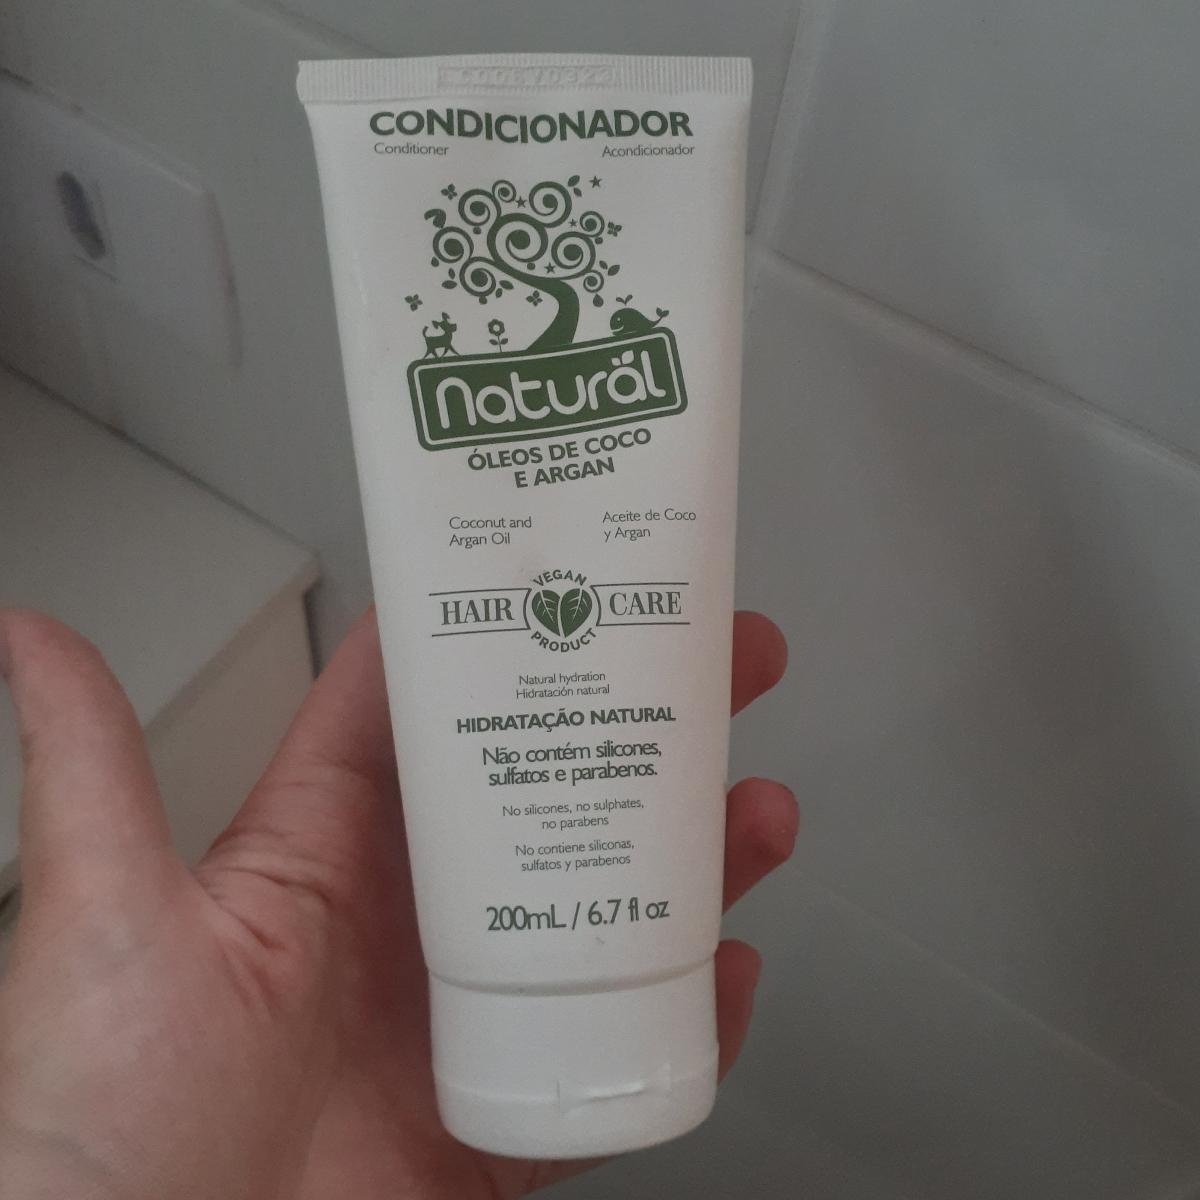 CONDICIONADOR
Conditioner
Acondicionador
Naturäl
ÓLEOS DE COCO
E ARGAN
Coconut and
Argan Oil
Aceite de Coco
y Argan
VEGAN
HAIR CARE
PRODUCT
Natural hydration
Hidratación natural
HIDRATAÇÃO NATURAL
Não contém silicones,
sulfatos e parabenos.
No silicones, no sulphates,
no parabens
No contiene siliconas,
sulfatos y parabenos
200mL / 6.7 fl oz